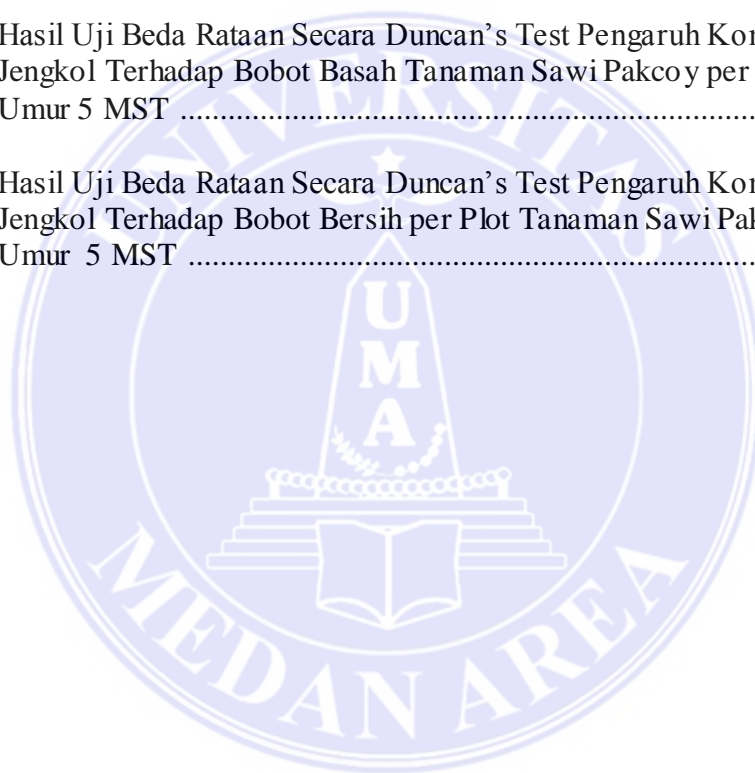 Hasil Uji Beda Rataan Secara Duncan's Test Pengaruh
Jengkol Terhadap Bobot Basah Tanaman Sawi Pakcoy per
Umur 5 MST ........................................................................
Hasil Uji Beda Rataan Secara Duncan's Test Pengaruh
Jengkol Terhadap Bobot Bersih per Plot Tanaman Sawi
Umur 5 MST ........................................................................
UNIVERSITAS
UMA
MEDAN AREA